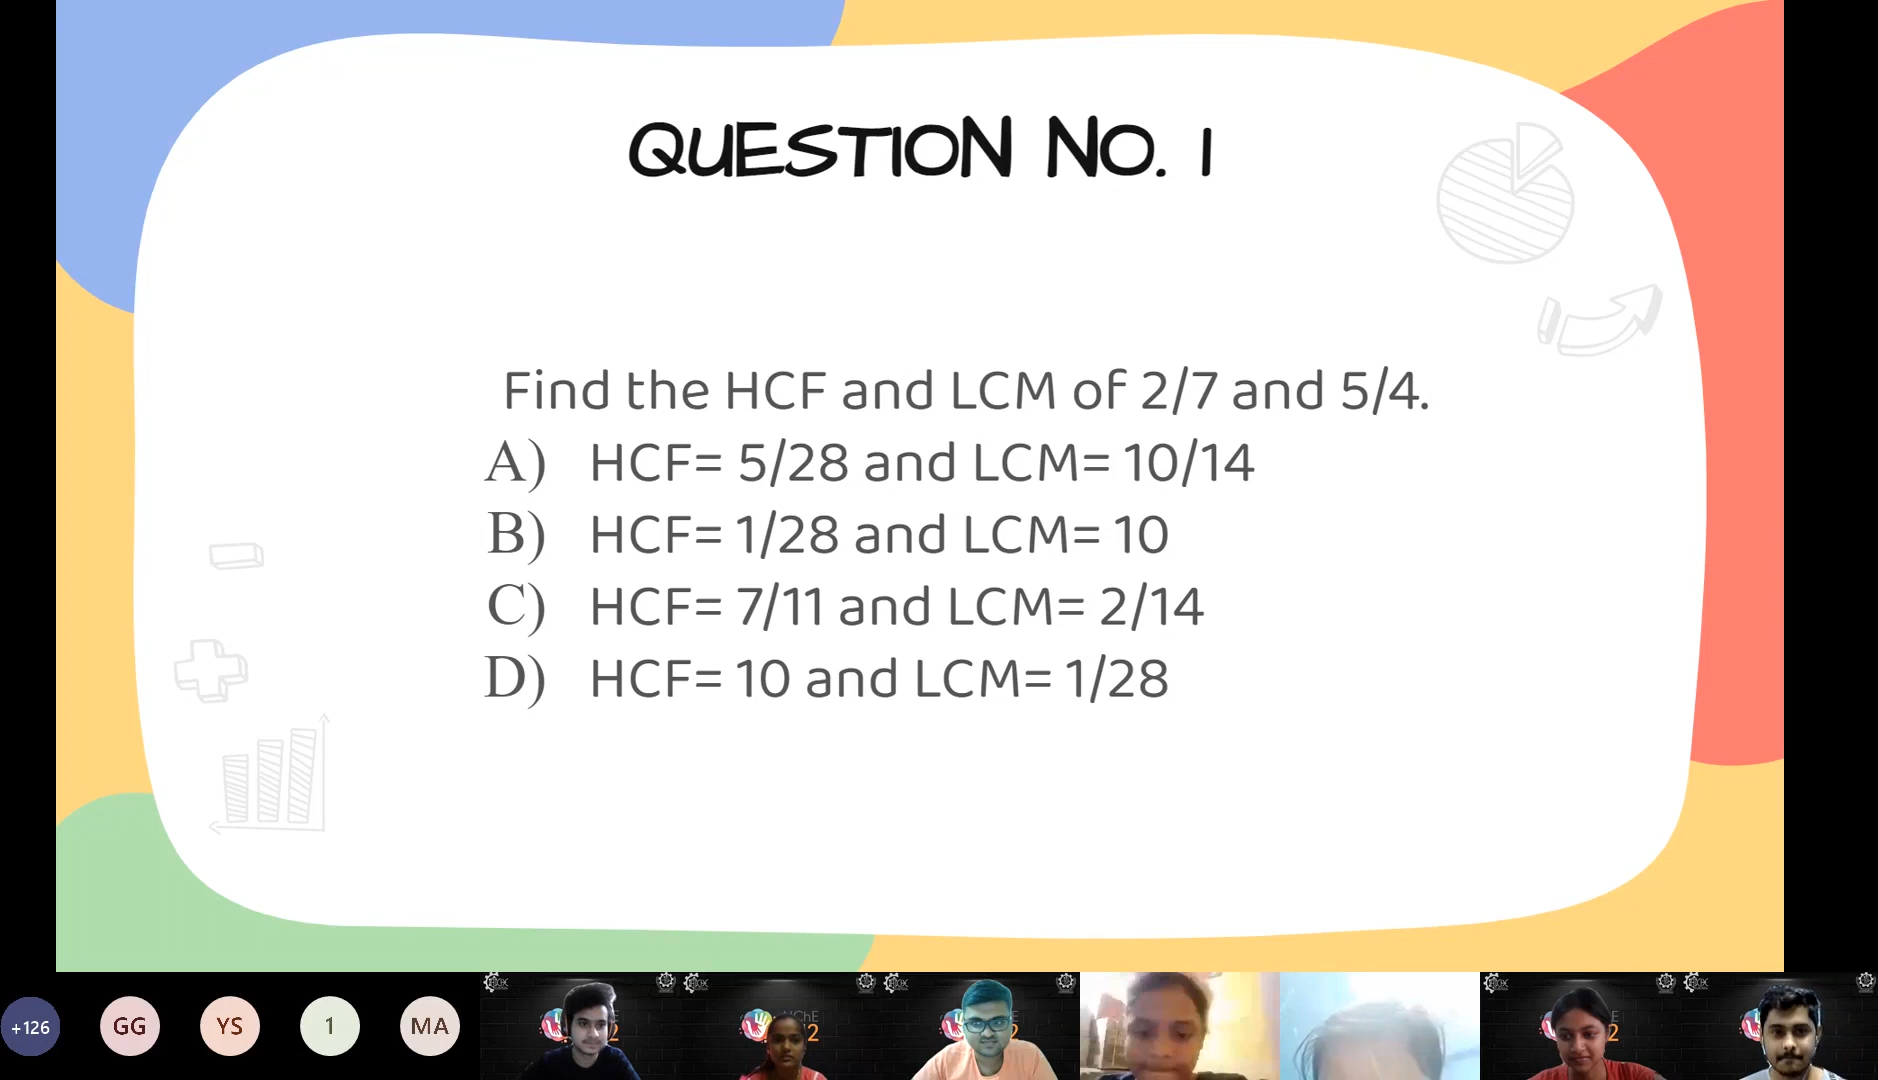 QUESTION NO. 1
Find the HCF and LCM of 2/7 and 5/4.
A) HCF= 5/28 and LCM= 10/14
B) HCF= 1/28 and LCM= 10
C) HCF= 7/11 and LCM= 2/14
D) HCF= 10 and LCM= 1/28
+126 GG YS 1 MA